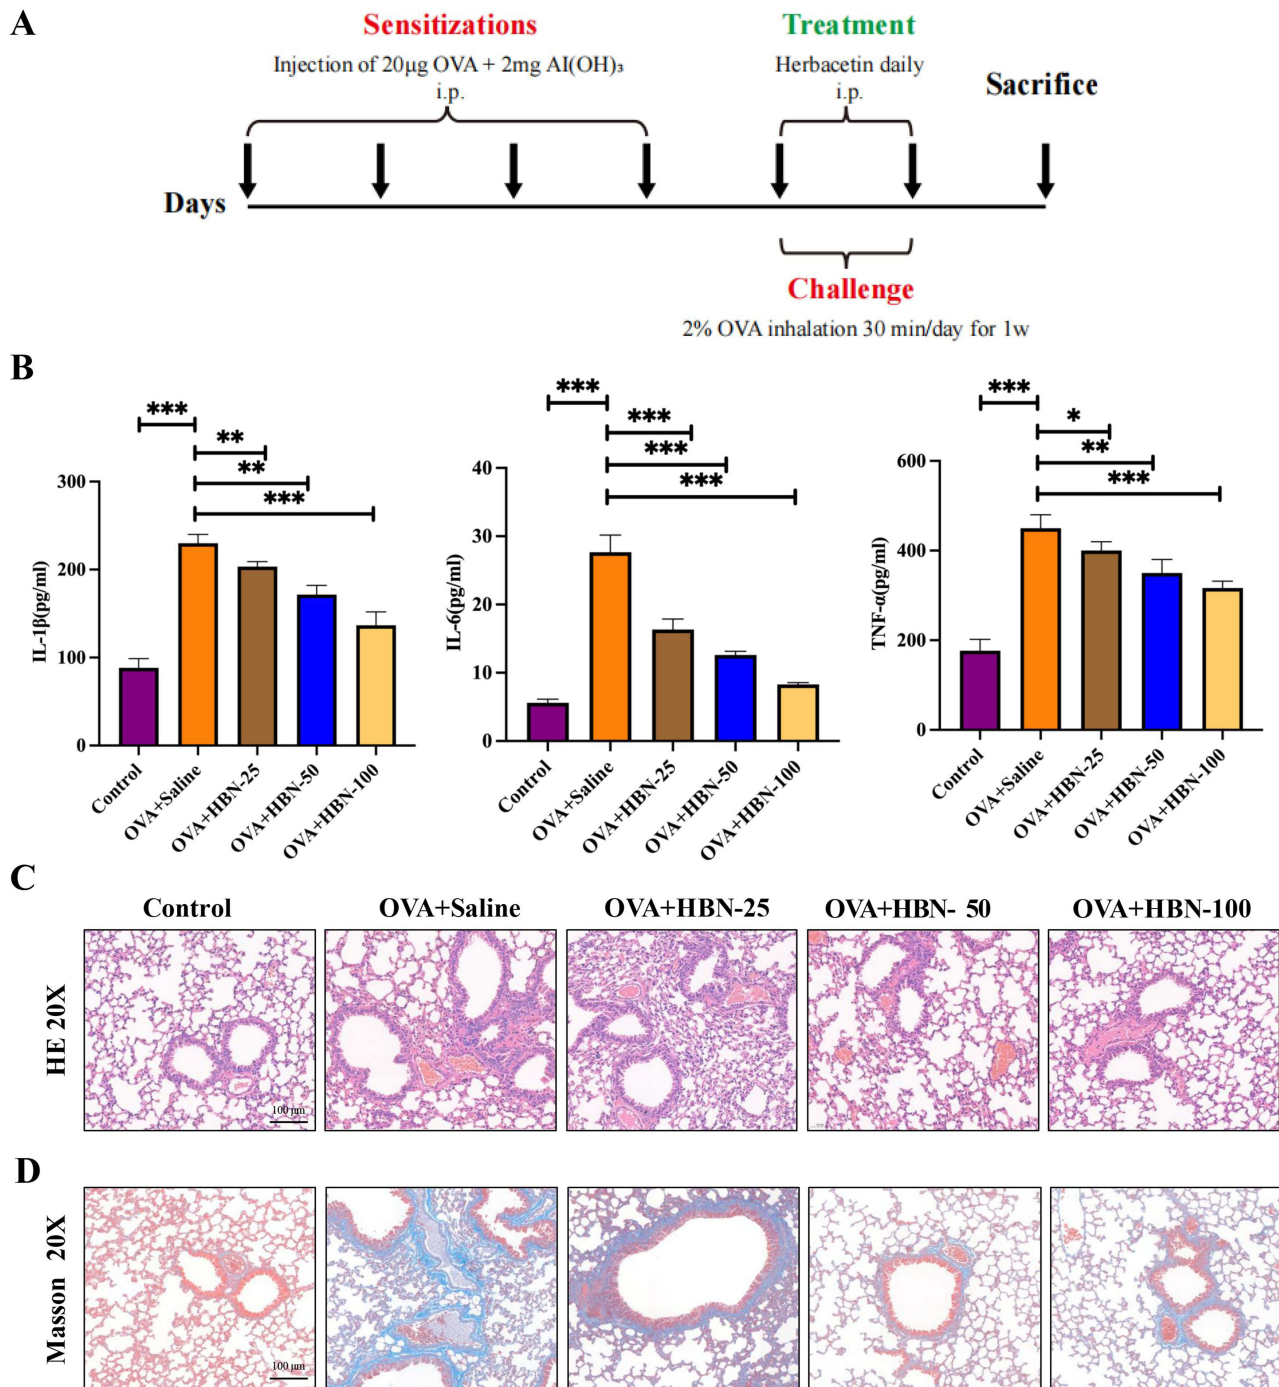 A
Sensitizations
Injection of 20μg OVA + 2mg AI(OH)₃
i.p.
Treatment
Herbacetin daily
i.p.
Sacrifice
Days
Challenge
2% OVA inhalation 30 min/day for 1w
B
***
**
**
***
IL-1β(pg/ml)
300
200
100
0
Control
OVA+Saline
OVA+HBN-25
OVA+HBN-50
OVA+HBN-100
***
***
***
***
IL-6(pg/ml)
40
30
20
10
0
Control
OVA+Saline
OVA+HBN-25
OVA+HBN-50
OVA+HBN-100
***
*
**
***
TNF-α(pg/ml)
600
400
200
0
Control
OVA+Saline
OVA+HBN-25
OVA+HBN-50
OVA+HBN-100
C
Control
OVA+Saline
OVA+HBN-25
OVA+HBN- 50
OVA+HBN-100
HE 20X
100 μm
D
Masson 20X
100 μm